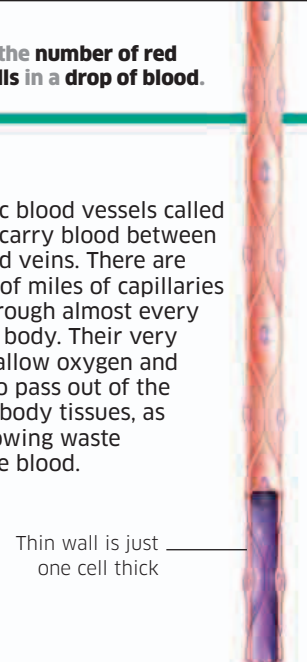 the number of red
lls in a drop of blood.
c blood vessels called
carry blood between
d veins. There are
of miles of capillaries
rough almost every
body. Their very
allow oxygen and
o pass out of the
body tissues, as
owing waste
e blood.
Thin wall is just
one cell thick